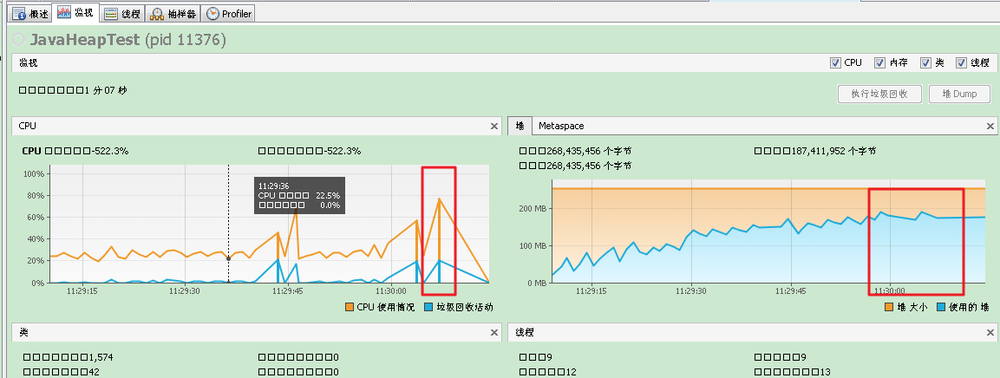 概述 监视 线程 抽样器 Profiler
JavaHeapTest (pid 11376)
监视 CPU 内存 类 线程
□□□□□□□1 分 07 秒
执行垃圾回收 堆 Dump
CPU
CPU □□□□□-522.3% □□□□□□□-522.3%
100%
80%
60%
40%
20%
0%
11:29:36
CPU □□□□ 22.5%
□□□□□□ 0.0%
11:29:15 11:29:30 11:29:45 11:30:00
CPU 使用情况 垃圾回收活动
堆 Metaspace
□□□268,435,456 个字节 □□□□187,411,952 个字节
□□□268,435,456 个字节
200 MB
100 MB
0 MB
11:29:15 11:29:30 11:29:45 11:30:00
堆 大小 使用的 堆
类
□□□□□□□1,574 □□□□□□□□0
□□□□□□□42 □□□□□□□□0
线程
□□□9 □□□□□9
□□□□□12 □□□□□□□13